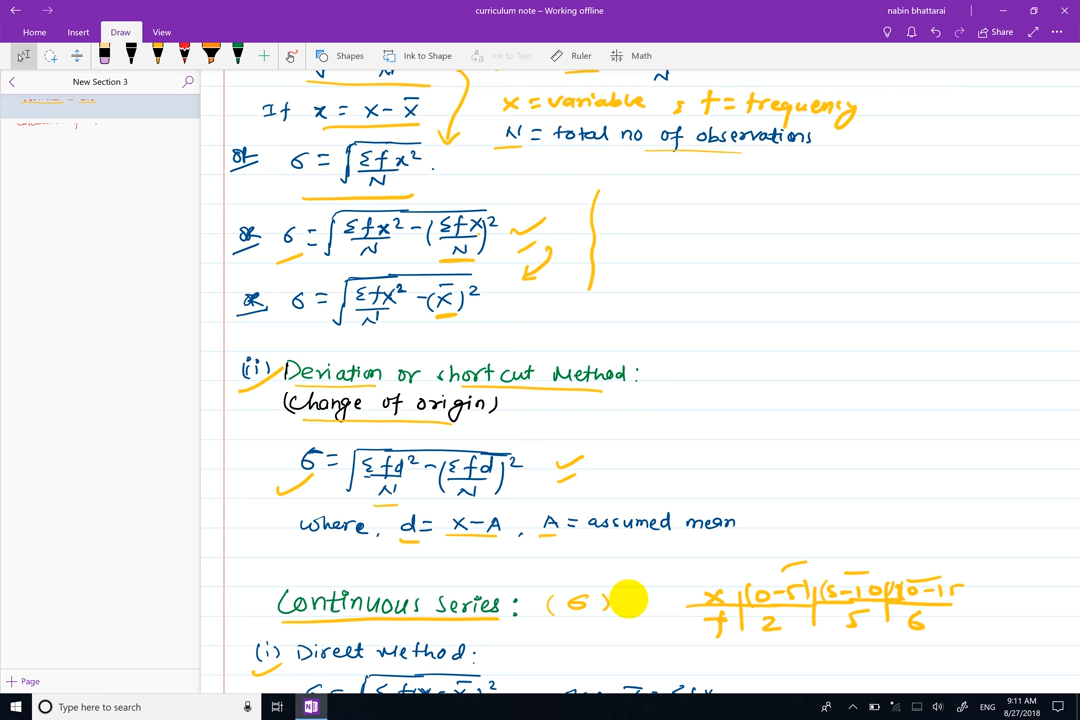 curriculum note – Working offline
nabin bhattarai
Home Insert Draw View
Share
Shapes Ink to Shape Ink to Text Ruler Math
New Section 3
N
If x = X - X̄
X = variable ; f = frequency
N = total no of observations
or σ = √(Σfx²/N).
or σ = √(ΣfX²/N - (ΣfX/N)²)
or σ = √(ΣfX²/N - (X̄)²)
(ii) Deviation or shortcut Method:
(Change of origin)
σ = √(Σfd²/N - (Σfd/N)²)
where, d = X - A, A = assumed mean
Continuous series: (σ)
X | (0-5) | (5-10) | 10-15
f | 2 | 5 | 6
(i) Direct Method:
+ Page
Type here to search
ENG
9:11 AM
8/27/2018